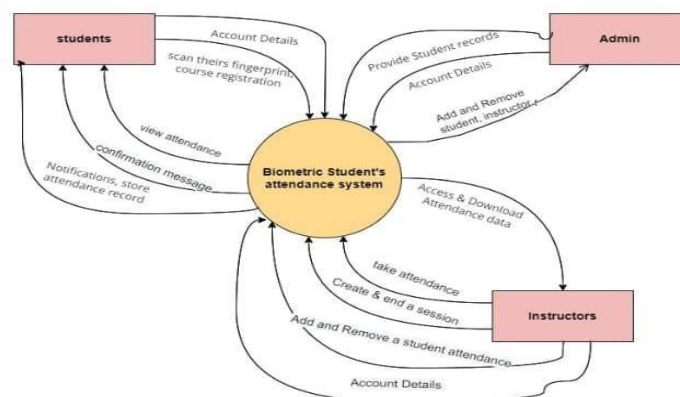 students
Account Details
scan theirs fingerprint,
course registration
view attendance
confirmation message
Notifications, store
attendance record
Biometric Student's
attendance system
Admin
Provide Student records
Account Details
Add and Remove
student, instructor,
Access & Download
Attendance data
take attendance
Create & end a session
Add and Remove a student attendance
Account Details
Instructors